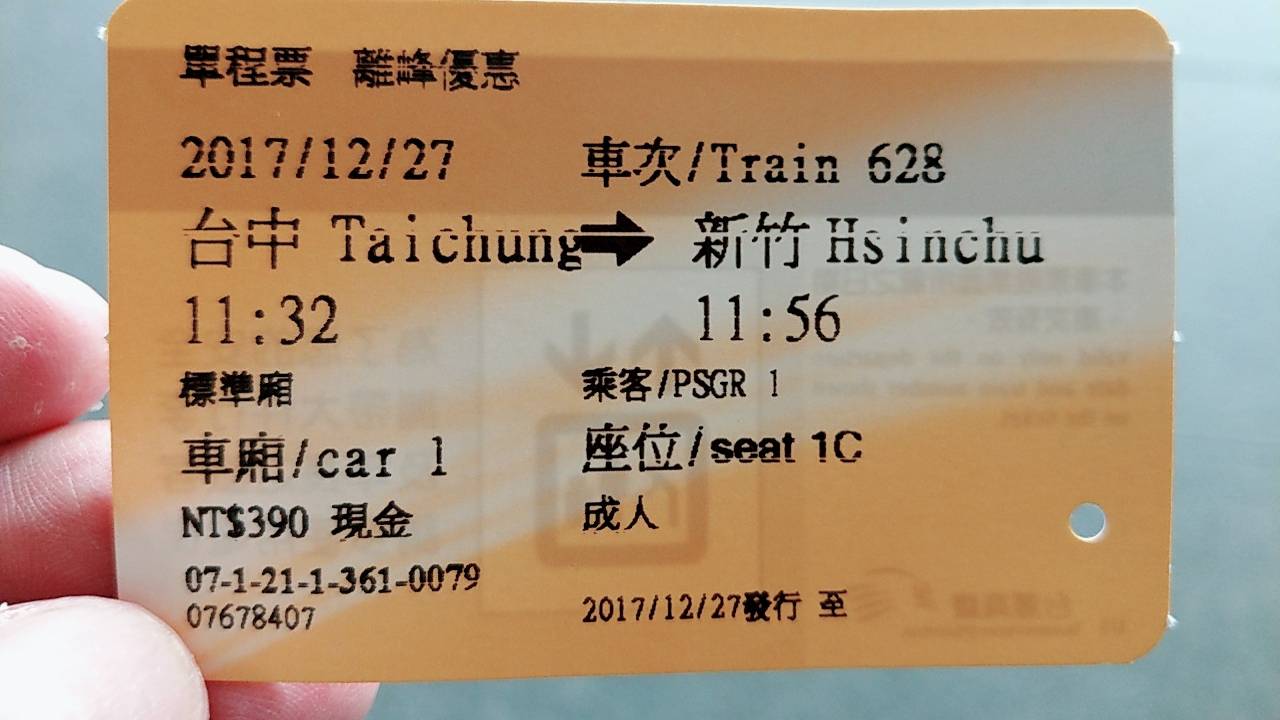 單程票 離峰優惠
2017/12/27 車次/Train 628
台中 Taichung➡ 新竹 Hsinchu
11:32 11:56
標準廂 乘客/PSGR 1
車廂/car 1 座位/seat 1C
NT$390 現金 成人
07-1-21-1-361-0079
07678407 2017/12/27發行 至